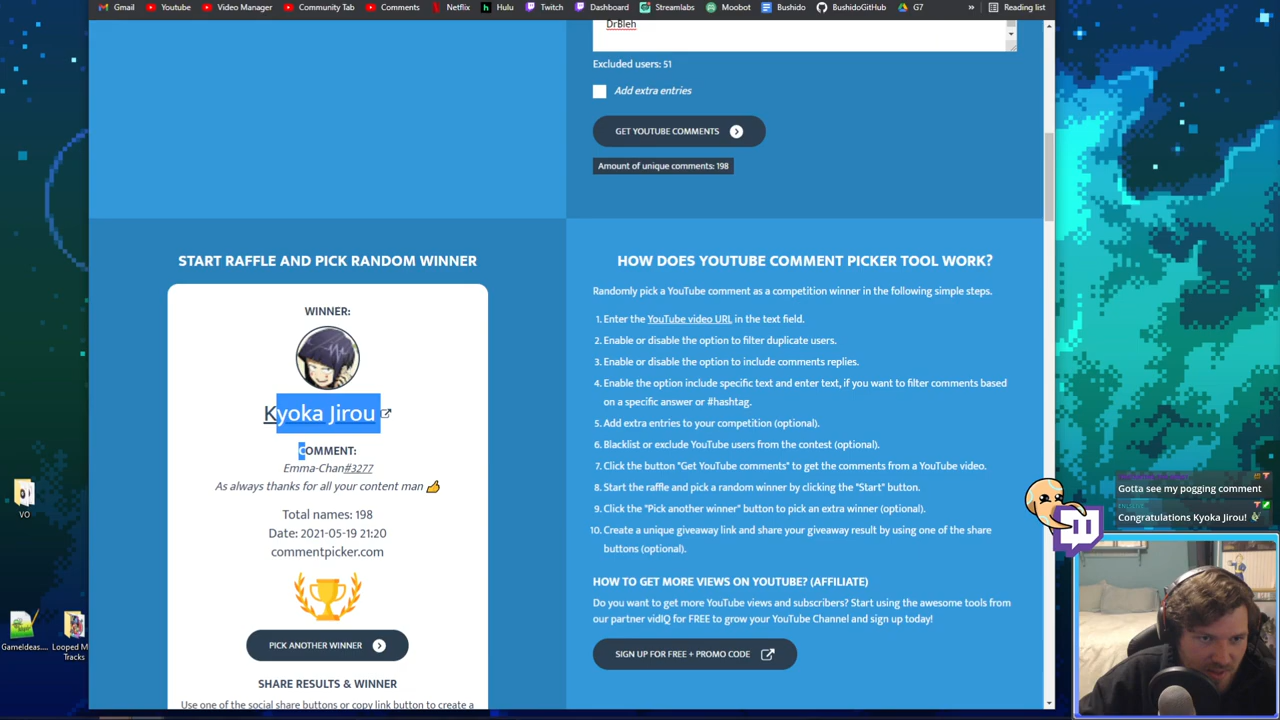 Gmail
Youtube
Video Manager
Community Tab
Comments
Netflix
Hulu
Twitch
Dashboard
Streamlabs
Moobot
Bushido
BushidoGitHub
G7
»
Reading list
DrBleh
Excluded users: 51
Add extra entries
GET YOUTUBE COMMENTS
Amount of unique comments: 198
START RAFFLE AND PICK RANDOM WINNER
WINNER:
Kyoka Jirou
COMMENT:
Emma-Chan#3277
As always thanks for all your content man 👍
Total names: 198
Date: 2021-05-19 21:20
commentpicker.com
PICK ANOTHER WINNER
SHARE RESULTS & WINNER
Use one of the social share buttons or copy link button to create a
HOW DOES YOUTUBE COMMENT PICKER TOOL WORK?
Randomly pick a YouTube comment as a competition winner in the following simple steps.
1. Enter the YouTube video URL in the text field.
2. Enable or disable the option to filter duplicate users.
3. Enable or disable the option to include comments replies.
4. Enable the option include specific text and enter text, if you want to filter comments based
on a specific answer or #hashtag.
5. Add extra entries to your competition (optional).
6. Blacklist or exclude YouTube users from the contest (optional).
7. Click the button "Get YouTube comments" to get the comments from a YouTube video.
8. Start the raffle and pick a random winner by clicking the "Start" button.
9. Click the "Pick another winner" button to pick an extra winner (optional).
10. Create a unique giveaway link and share your giveaway result by using one of the share
buttons (optional).
HOW TO GET MORE VIEWS ON YOUTUBE? (AFFILIATE)
Do you want to get more YouTube views and subscribers? Start using the awesome tools from
our partner vidIQ for FREE to grow your YouTube Channel and sign up today!
SIGN UP FOR FREE + PROMO CODE
VO
GameIdeas....
Looped M
Tracks
Gotta see my pogging comment
Congratulations Kyoka Jirou!